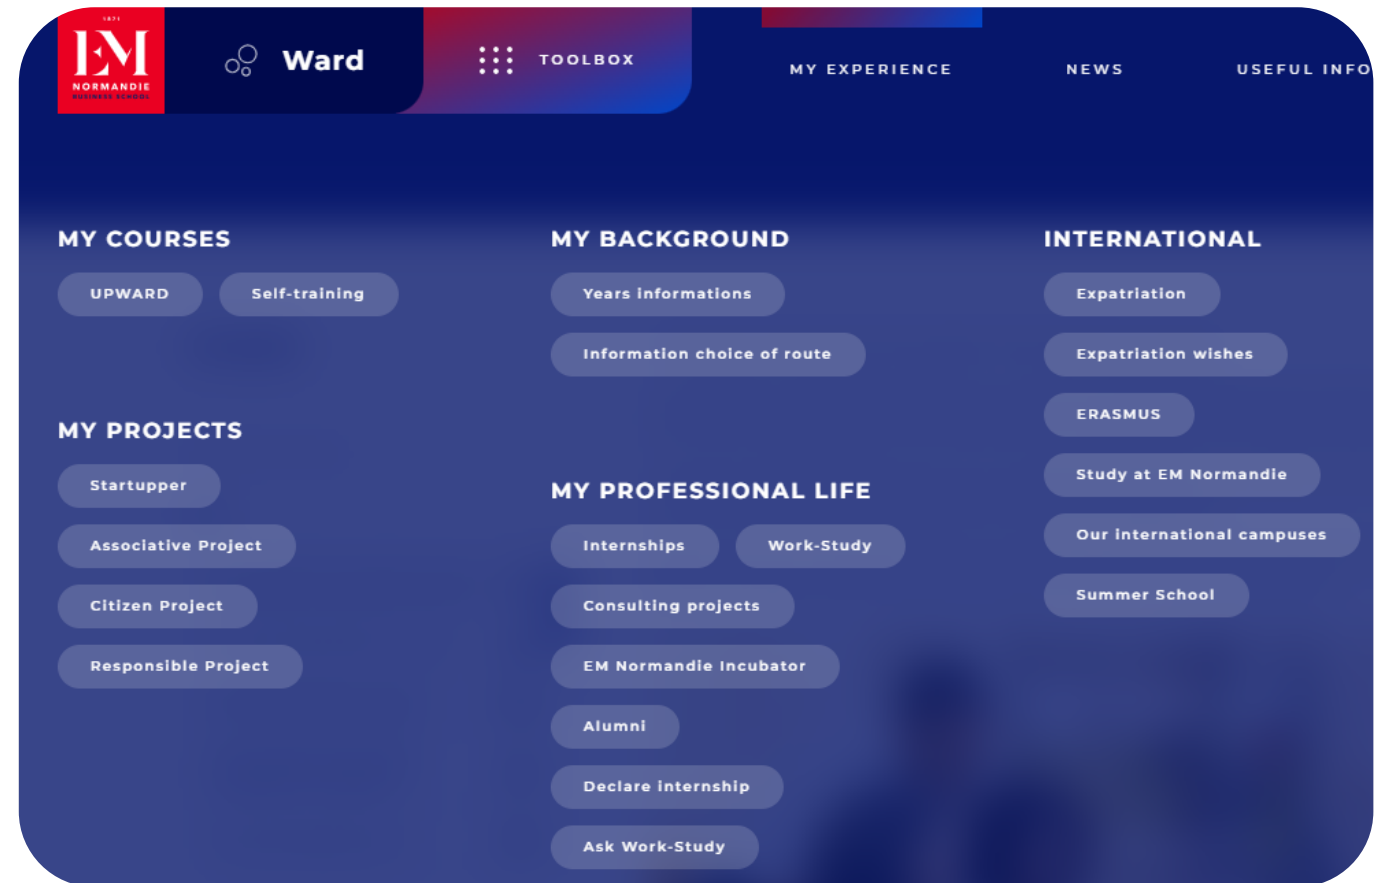 1821
EM
NORMANDIE
BUSINESS SCHOOL
Ward
TOOLBOX
MY EXPERIENCE
NEWS
USEFUL INFO
MY COURSES
UPWARD
Self-training
MY PROJECTS
Startupper
Associative Project
Citizen Project
Responsible Project
MY BACKGROUND
Years informations
Information choice of route
MY PROFESSIONAL LIFE
Internships
Work-Study
Consulting projects
EM Normandie Incubator
Alumni
Declare internship
Ask Work-Study
INTERNATIONAL
Expatriation
Expatriation wishes
ERASMUS
Study at EM Normandie
Our international campuses
Summer School